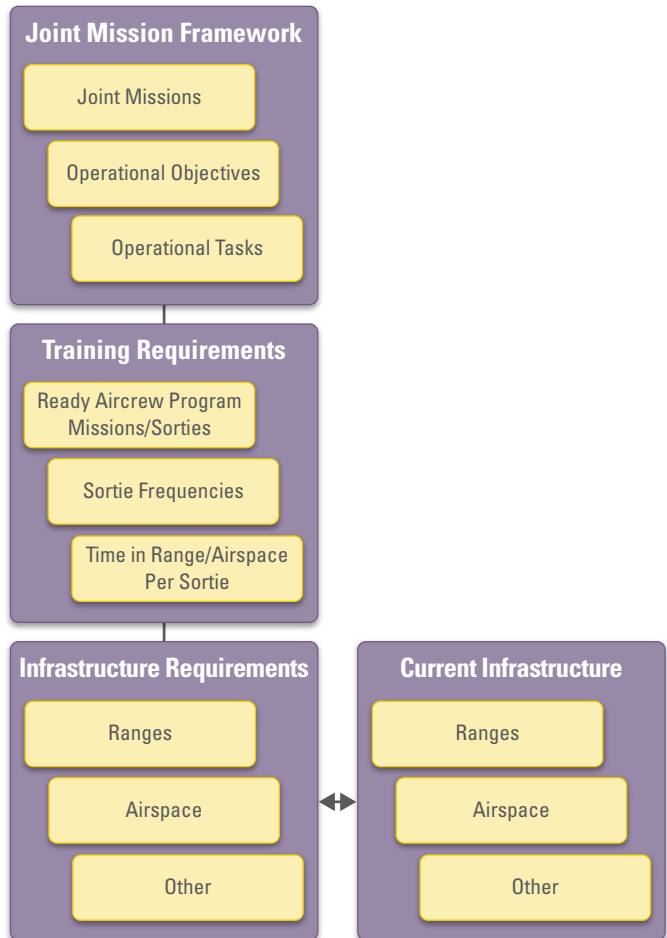 Joint Mission Framework
Joint Missions
Operational Objectives
Operational Tasks
Training Requirements
Ready Aircrew Program
Missions/Sorties
Sortie Frequencies
Time in Range/Airspace
Per Sortie
Infrastructure Requirements
Ranges
Airspace
Other
Current Infrastructure
Ranges
Airspace
Other